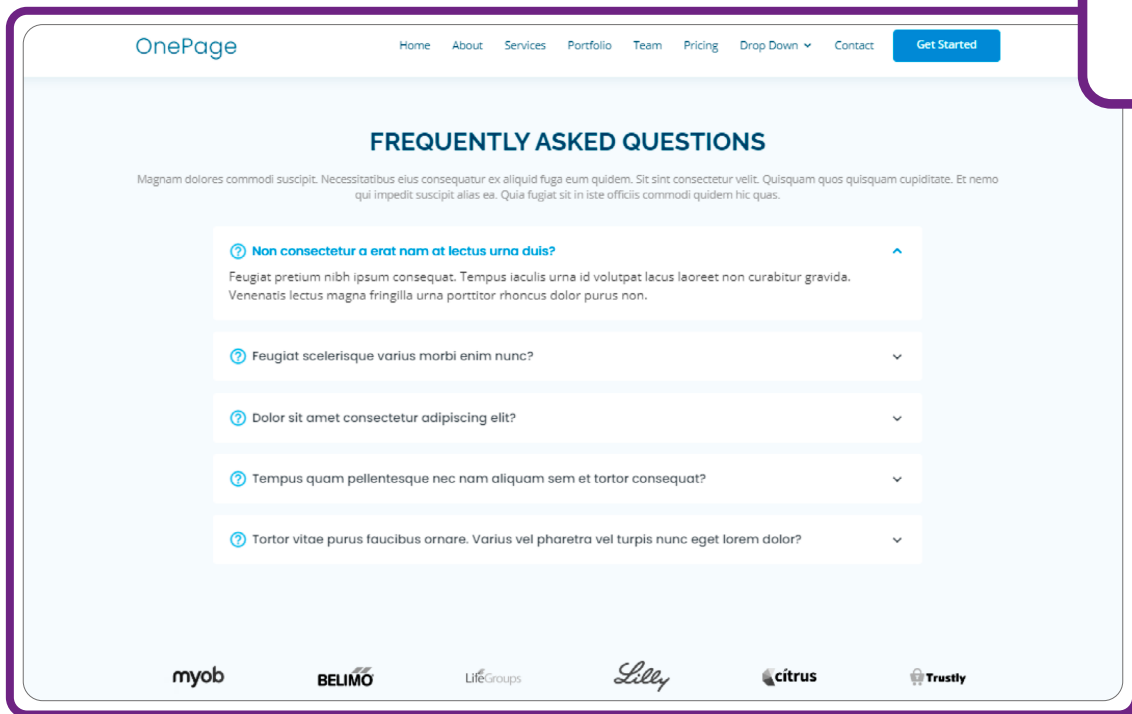 OnePage
Home About Services Portfolio Team Pricing Drop Down Contact Get Started
FREQUENTLY ASKED QUESTIONS
Magnam dolores commodi suscipit. Necessitatibus eius consequatur ex aliquid fuga eum quidem. Sit sint consectetur velit. Quisquam quos quisquam cupiditate. Et nemo
qui impedit suscipit alias ea. Quia fugiat sit in iste officiis commodi quidem hic quas.
Non consectetur a erat nam at lectus urna duis?
Feugiat pretium nibh ipsum consequat. Tempus iaculis urna id volutpat lacus laoreet non curabitur gravida.
Venenatis lectus magna fringilla urna porttitor rhoncus dolor purus non.
Feugiat scelerisque varius morbi enim nunc?
Dolor sit amet consectetur adipiscing elit?
Tempus quam pellentesque nec nam aliquam sem et tortor consequat?
Tortor vitae purus faucibus ornare. Varius vel pharetra vel turpis nunc eget lorem dolor?
myob BELIMO LifeGroups Lilly citrus Trustly